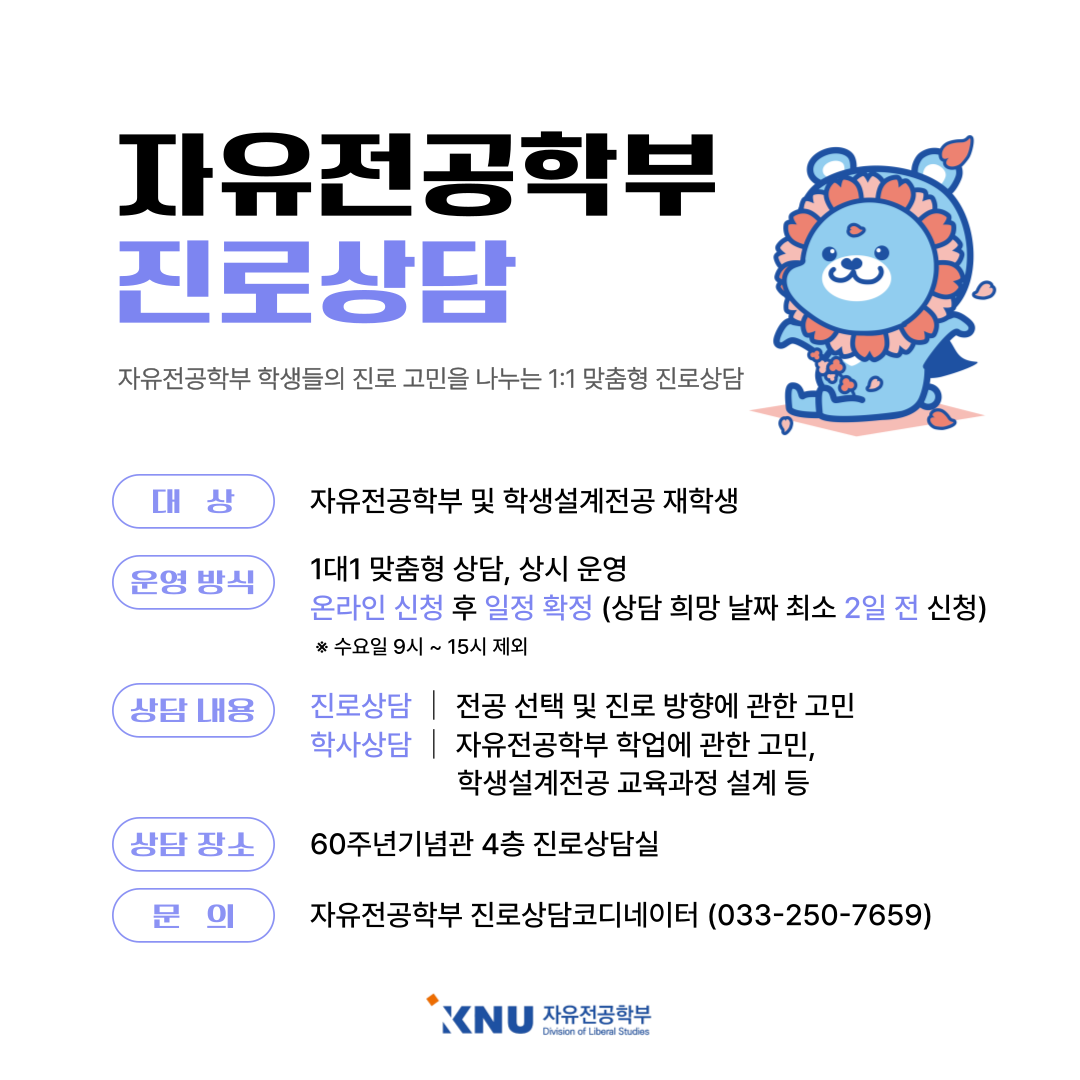 자유전공학부
진로상담
자유전공학부 학생들의 진로 고민을 나누는 1:1 맞춤형 진로상담
대 상
자유전공학부 및 학생설계전공 재학생
운영 방식
1대1 맞춤형 상담, 상시 운영
온라인 신청 후 일정 확정 (상담 희망 날짜 최소 2일 전 신청)
※ 수요일 9시 ~ 15시 제외
상담 내용
진로상담 | 전공 선택 및 진로 방향에 관한 고민
학사상담 | 자유전공학부 학업에 관한 고민,
학생설계전공 교육과정 설계 등
상담 장소
60주년기념관 4층 진로상담실
문 의
자유전공학부 진로상담코디네이터 (033-250-7659)
KNU 자유전공학부
Division of Liberal Studies